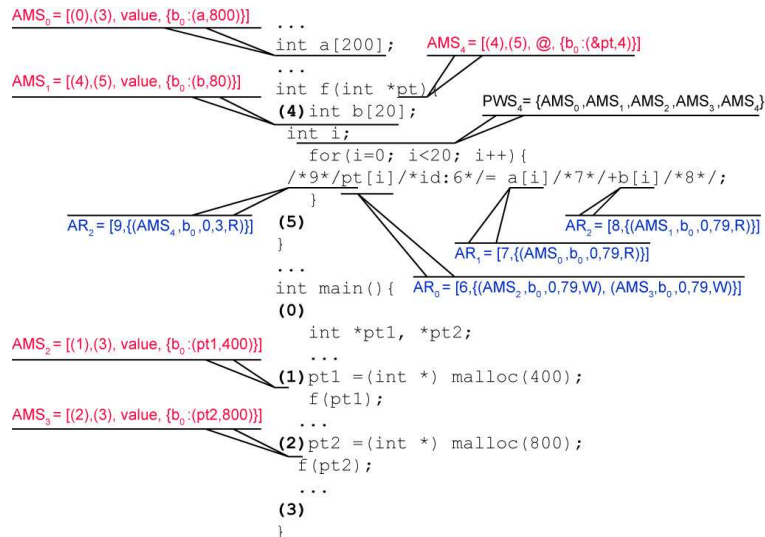 AMS0 = [(0),(3), value, {b0:(a,800)}]
...
int a[200];
AMS4 = [(4),(5), @, {b0:(&pt,4)}]
...
AMS1 = [(4),(5), value, {b0:(b,80)}]
int f(int *pt){
(4) int b[20];
PWS4 = {AMS0,AMS1,AMS2,AMS3,AMS4}
int i;
for(i=0; i<20; i++){
/*9*/pt[i]/*id:6*/= a[i]/*7*/+b[i]/*8*/;
}
AR2 = [9,{(AMS4,b0,0,3,R)}]
(5)
AR2 = [8,{(AMS1,b0,0,79,R)}]
}
AR1 = [7,{(AMS0,b0,0,79,R)}]
...
int main(){
AR0 = [6,{(AMS2,b0,0,79,W), (AMS3,b0,0,79,W)}]
(0)
int *pt1, *pt2;
AMS2 = [(1),(3), value, {b0:(pt1,400)}]
...
(1) pt1 =(int *) malloc(400);
f(pt1);
AMS3 = [(2),(3), value, {b0:(pt2,800)}]
...
(2) pt2 =(int *) malloc(800);
f(pt2);
...
(3)
}